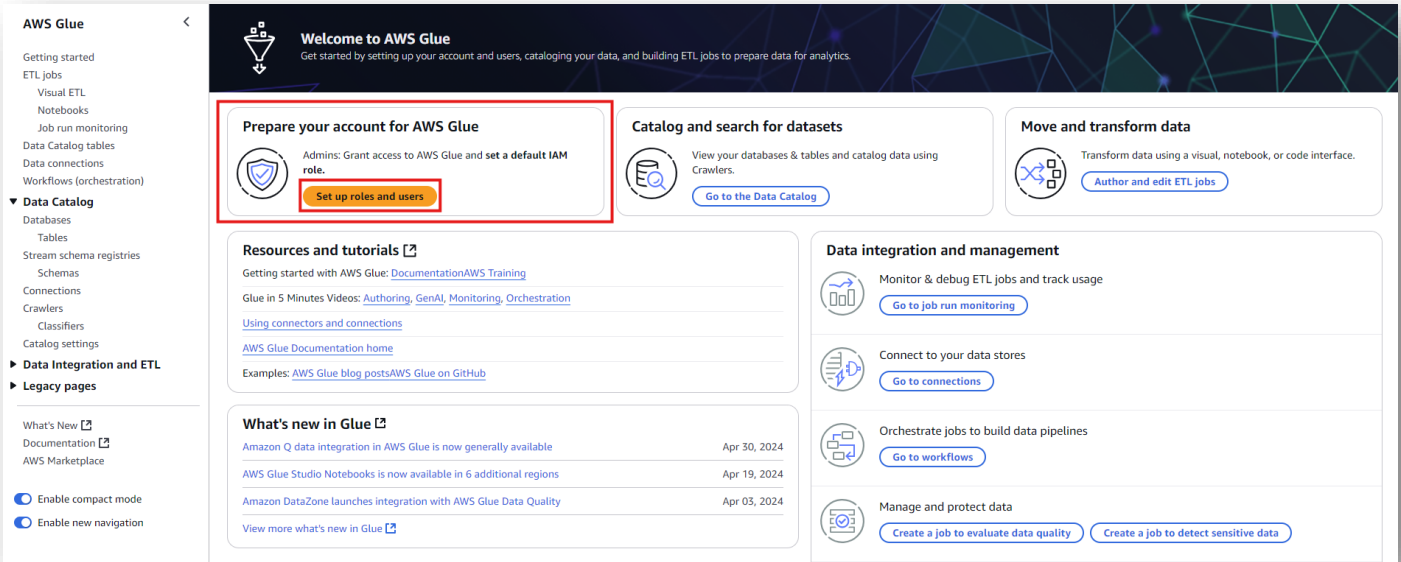 AWS Glue
Getting started
ETL jobs
Visual ETL
Notebooks
Job run monitoring
Data Catalog tables
Data connections
Workflows (orchestration)
Data Catalog
Databases
Tables
Stream schema registries
Schemas
Connections
Crawlers
Classifiers
Catalog settings
Data Integration and ETL
Legacy pages
What's New
Documentation
AWS Marketplace
Enable compact mode
Enable new navigation
Welcome to AWS Glue
Get started by setting up your account and users, cataloging your data, and building ETL jobs to prepare data for analytics.
Prepare your account for AWS Glue
Admins: Grant access to AWS Glue and set a default IAM
role.
Set up roles and users
Catalog and search for datasets
View your databases & tables and catalog data using
Crawlers.
Go to the Data Catalog
Move and transform data
Transform data using a visual, notebook, or code interface.
Author and edit ETL jobs
Resources and tutorials
Getting started with AWS Glue: DocumentationAWS Training
Glue in 5 Minutes Videos: Authoring, GenAI, Monitoring, Orchestration
Using connectors and connections
AWS Glue Documentation home
Examples: AWS Glue blog postsAWS Glue on GitHub
What's new in Glue
Amazon Q data integration in AWS Glue is now generally available Apr 30, 2024
AWS Glue Studio Notebooks is now available in 6 additional regions Apr 19, 2024
Amazon DataZone launches integration with AWS Glue Data Quality Apr 03, 2024
View more what's new in Glue
Data integration and management
Monitor & debug ETL jobs and track usage
Go to job run monitoring
Connect to your data stores
Go to connections
Orchestrate jobs to build data pipelines
Go to workflows
Manage and protect data
Create a job to evaluate data quality Create a job to detect sensitive data